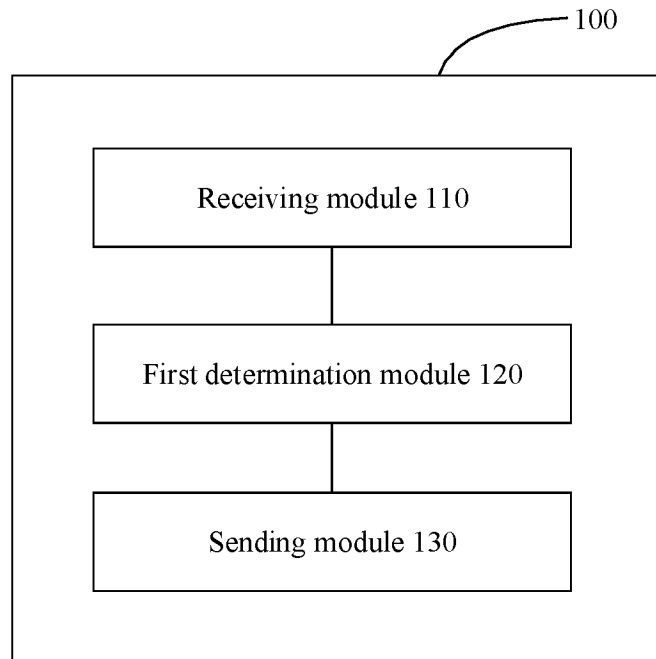 100
Receiving module 110
First determination module 120
Sending module 130